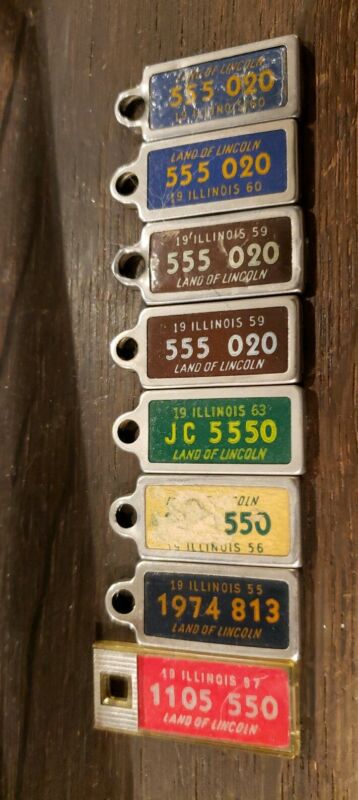 LAND OF LINCOLN
555 020
19 ILLINOIS 60
LAND OF LINCOLN
555 020
19 ILLINOIS 60
19 ILLINOIS 59
555 020
LAND OF LINCOLN
19 ILLINOIS 59
555 020
LAND OF LINCOLN
19 ILLINOIS 63
JC 5550
LAND OF LINCOLN
550
19 ILLINOIS 56
19 ILLINOIS 55
1974 813
LAND OF LINCOLN
19 ILLINOIS 57
1105 550
LAND OF LINCOLN